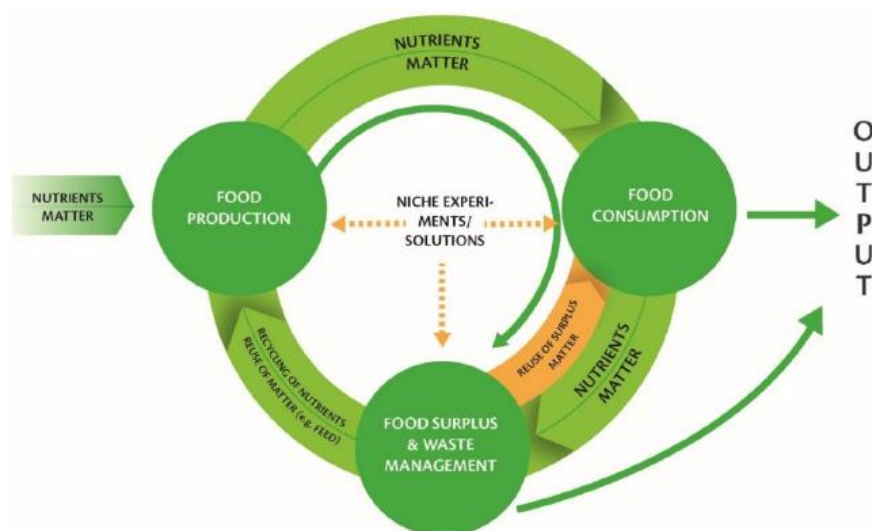 NUTRIENTS
MATTER
NUTRIENTS
MATTER
FOOD
PRODUCTION
NICHE EXPERI-
MENTS/
SOLUTIONS
FOOD
CONSUMPTION
OUTPUT
REUSE OF SURPLUS
MATTER
NUTRIENTS
MATTER
RECYCLING OF NUTRIENTS
REUSE OF MATTER (e.g. FEED)
FOOD SURPLUS
& WASTE
MANAGEMENT